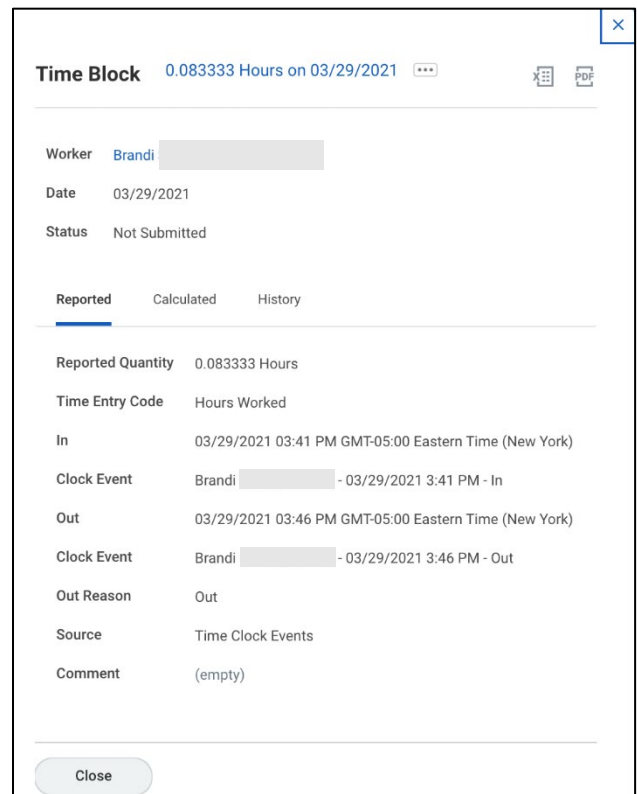 Time Block 0.083333 Hours on 03/29/2021
X PDF
Worker Brandi
Date 03/29/2021
Status Not Submitted
Reported Calculated History
Reported Quantity 0.083333 Hours
Time Entry Code Hours Worked
In 03/29/2021 03:41 PM GMT-05:00 Eastern Time (New York)
Clock Event Brandi - 03/29/2021 3:41 PM - In
Out 03/29/2021 03:46 PM GMT-05:00 Eastern Time (New York)
Clock Event Brandi - 03/29/2021 3:46 PM - Out
Out Reason Out
Source Time Clock Events
Comment (empty)
Close